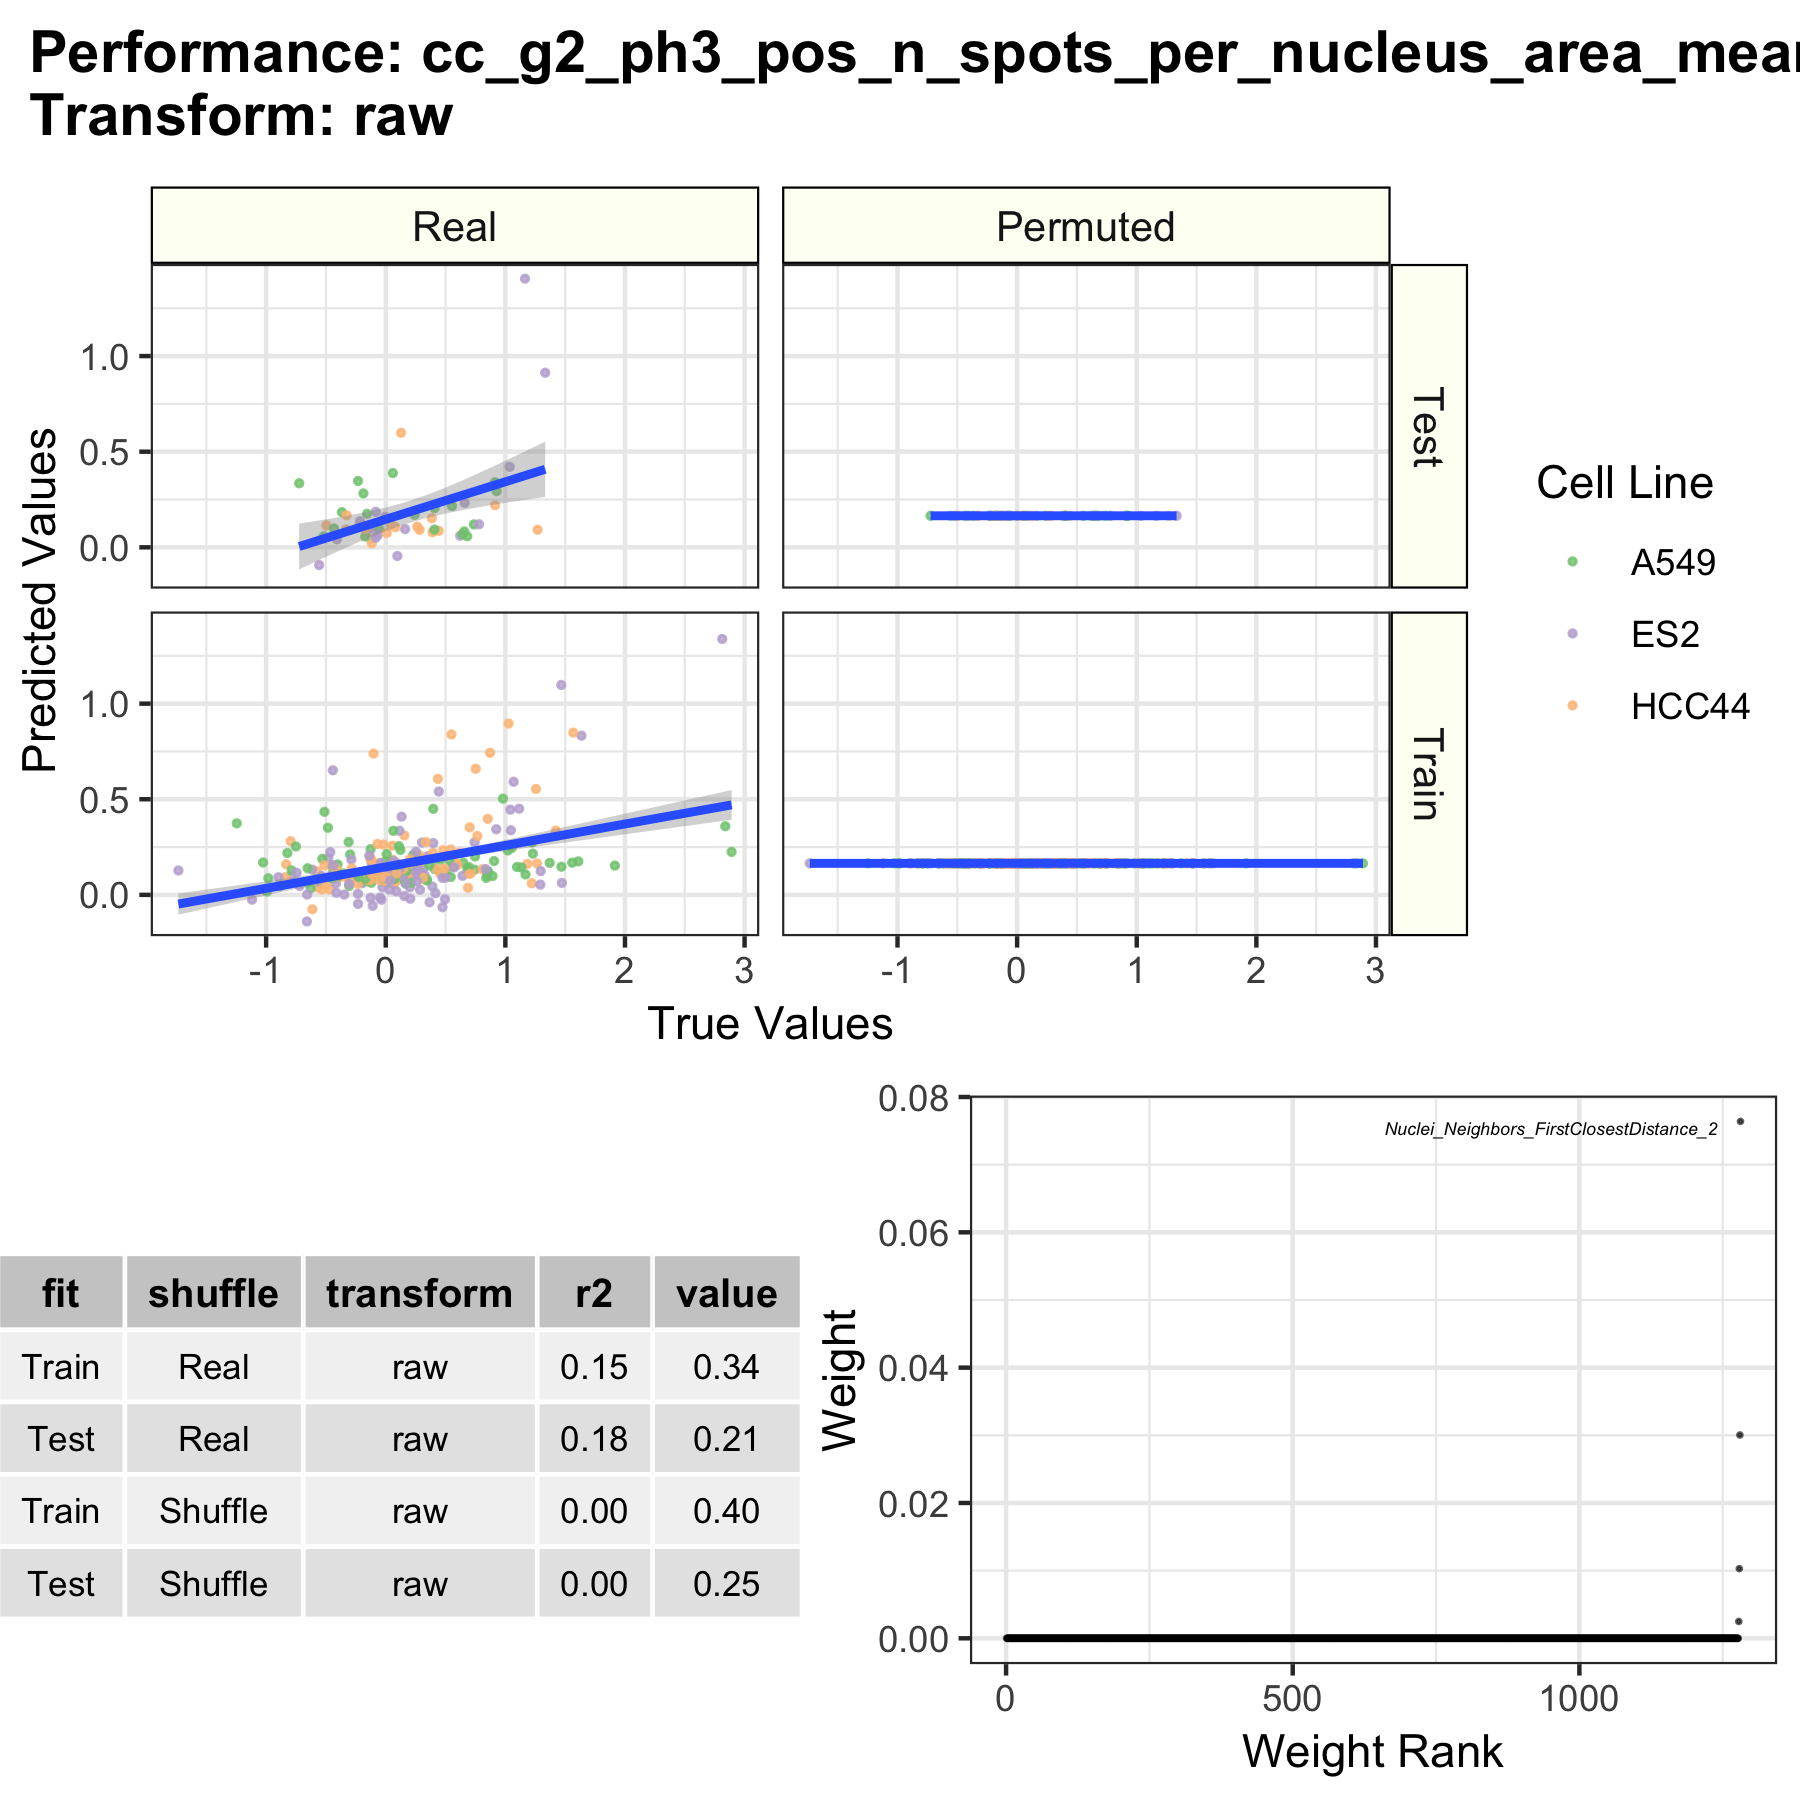 Performance: cc_g2_ph3_pos_n_spots_per_nucleus_area_mean
Transform: raw
Real
Permuted
Predicted Values
1.0
0.5
0.0
Test
1.0
0.5
0.0
Train
-1 0 1 2 3
-1 0 1 2 3
True Values
Cell Line
A549
ES2
HCC44
fit shuffle transform r2 value
Train Real raw 0.15 0.34
Test Real raw 0.18 0.21
Train Shuffle raw 0.00 0.40
Test Shuffle raw 0.00 0.25
Weight
0.08
0.06
0.04
0.02
0.00
Nuclei_Neighbors_FirstClosestDistance_2
0 500 1000
Weight Rank